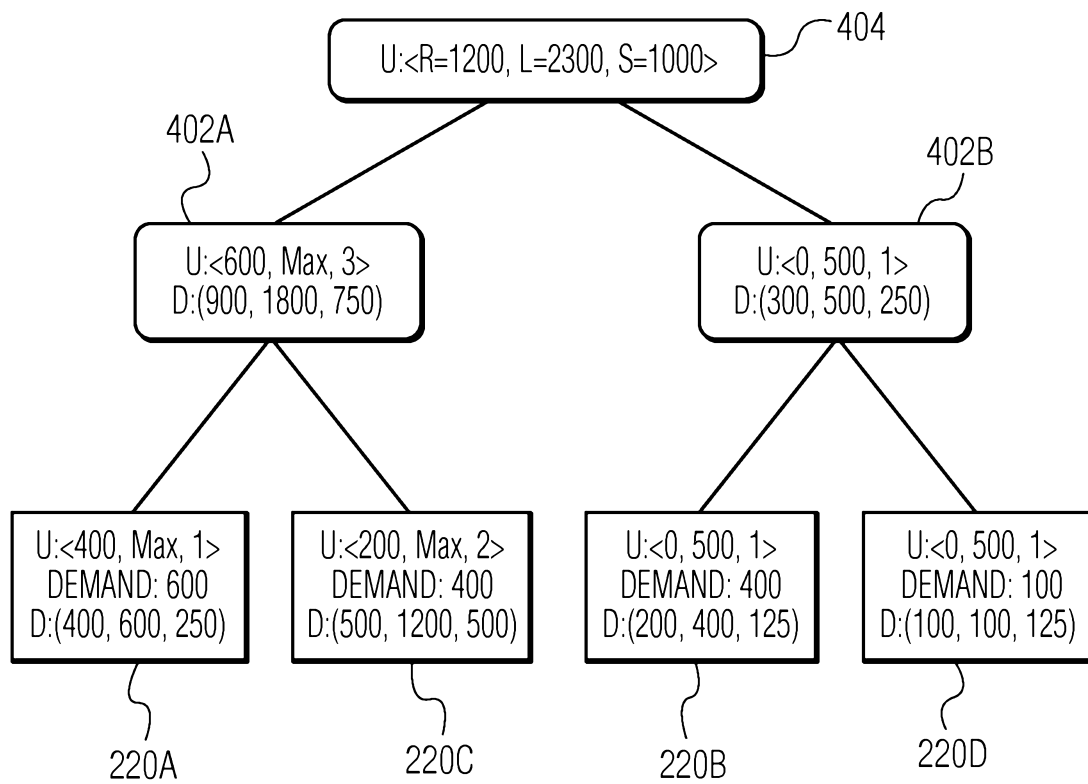 404
U:<R=1200, L=2300, S=1000>
402A
402B
U:<600, Max, 3>
D:(900, 1800, 750)
U:<0, 500, 1>
D:(300, 500, 250)
U:<400, Max, 1>
DEMAND: 600
D:(400, 600, 250)
U:<200, Max, 2>
DEMAND: 400
D:(500, 1200, 500)
U:<0, 500, 1>
DEMAND: 400
D:(200, 400, 125)
U:<0, 500, 1>
DEMAND: 100
D:(100, 100, 125)
220A
220C
220B
220D